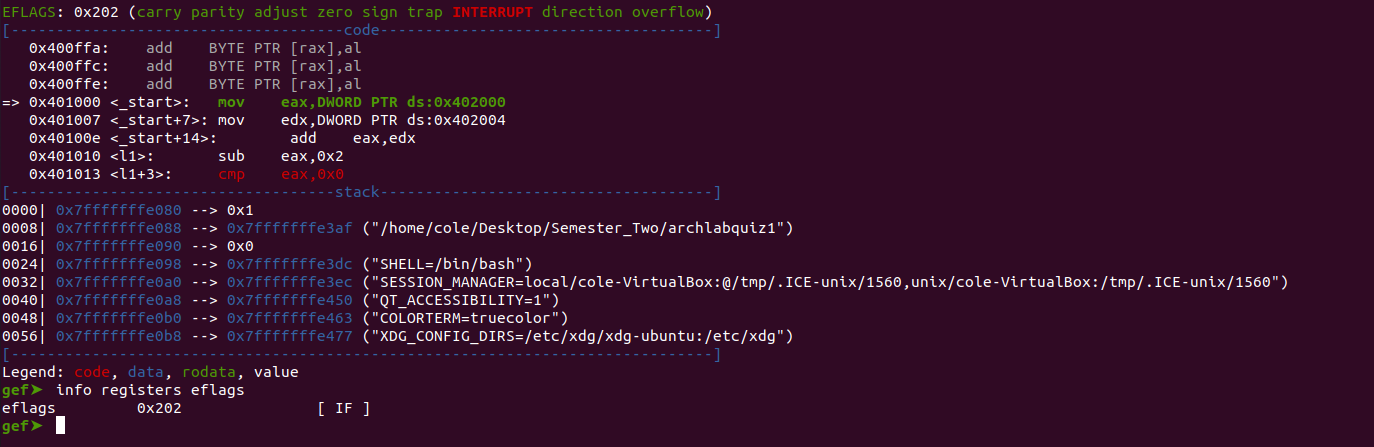 EFLAGS: 0x202 (carry parity adjust zero sign trap INTERRUPT direction overflow)
[-------------------------------------code-------------------------------------]
   0x400ffa:    add    BYTE PTR [rax],al
   0x400ffc:    add    BYTE PTR [rax],al
   0x400ffe:    add    BYTE PTR [rax],al
=> 0x401000 <_start>:   mov    eax,DWORD PTR ds:0x402000
   0x401007 <_start+7>: mov    edx,DWORD PTR ds:0x402004
   0x40100e <_start+14>:        add    eax,edx
   0x401010 <l1>:       sub    eax,0x2
   0x401013 <l1+3>:     cmp    eax,0x0
[------------------------------------stack-------------------------------------]
0000| 0x7fffffffe080 --> 0x1
0008| 0x7fffffffe088 --> 0x7fffffffe3af ("/home/cole/Desktop/Semester_Two/archlabquiz1")
0016| 0x7fffffffe090 --> 0x0
0024| 0x7fffffffe098 --> 0x7fffffffe3dc ("SHELL=/bin/bash")
0032| 0x7fffffffe0a0 --> 0x7fffffffe3ec ("SESSION_MANAGER=local/cole-VirtualBox:@/tmp/.ICE-unix/1560,unix/cole-VirtualBox:/tmp/.ICE-unix/1560")
0040| 0x7fffffffe0a8 --> 0x7fffffffe450 ("QT_ACCESSIBILITY=1")
0048| 0x7fffffffe0b0 --> 0x7fffffffe463 ("COLORTERM=truecolor")
0056| 0x7fffffffe0b8 --> 0x7fffffffe477 ("XDG_CONFIG_DIRS=/etc/xdg/xdg-ubuntu:/etc/xdg")
[------------------------------------------------------------------------------]
Legend: code, data, rodata, value
gef➤  info registers eflags
eflags         0x202               [ IF ]
gef➤